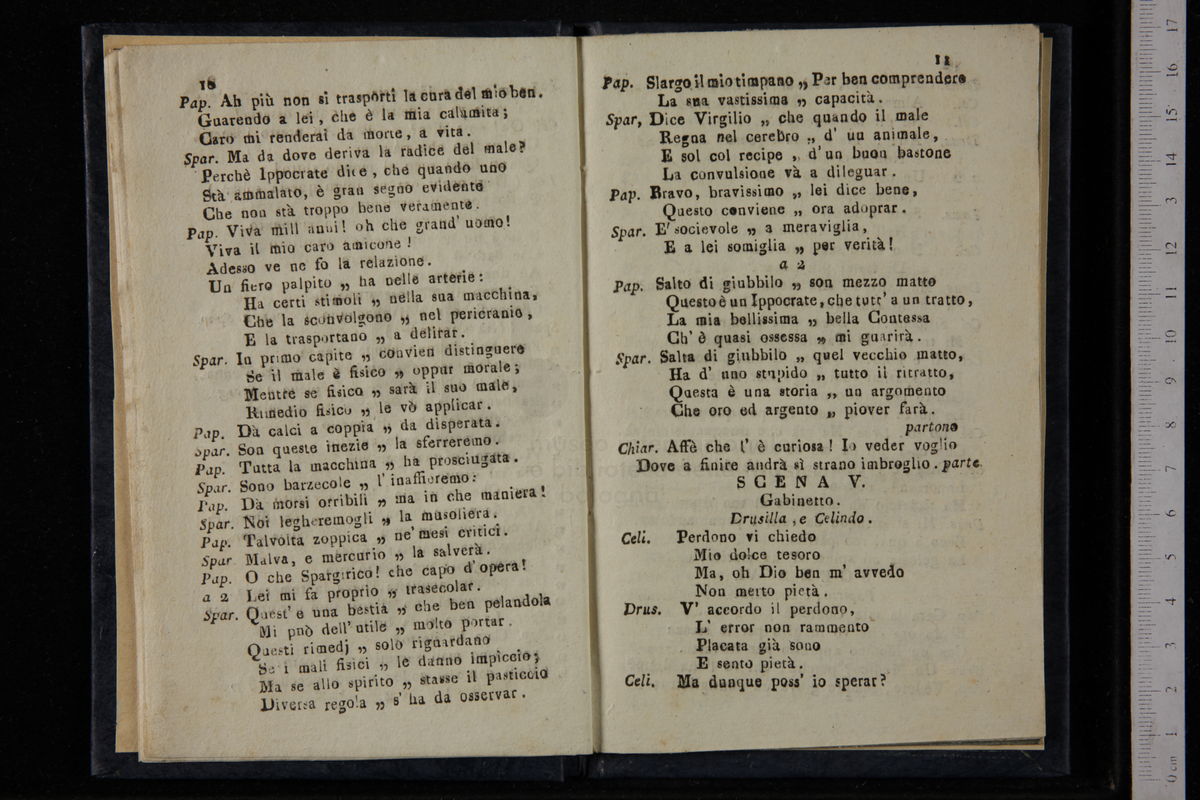 10
Pap. Ah più non si trasporti la cura del mio ben.
Guarendo a lei, che è la mia calamita;
Caro mi renderai da morte, a vita.
Spar. Ma da dove deriva la radice del male?
Perchè Ippocrate dice, che quando uno
Stà ammalato, è gran segno evidente
Che non stà troppo bene veramente.
Pap. Viva mill anni! oh che grand' uomo!
Viva il mio caro amicone!
Adesso ve ne fo la relazione.
Un fiero palpito „ ha nelle arterie:
Ha certi stimoli „ nella sua macchina,
Che la sconvolgono „ nel pericranio,
E la trasportano „ a delirar.
Spar. In primo capite „ convien distinguere
Se il male è fisico „ oppur morale;
Mentre se fisico „ sarà il suo male,
Rimedio fisico „ le vò applicar.
Pap. Dà calci a coppia „ da disperata.
Spar. Son queste inezie „ la sferreremo.
Pap. Tutta la macchina „ ha prosciugata.
Spar. Sono barzecole „ l' inaffieremo:
Pap. Dà morsi orribili „ ma in che maniera!
Spar. Noi legheremogli „ la musoliera.
Pap. Talvolta zoppica „ ne' mesi critici.
Spar Malva, e mercurio „ la salverà.
Pap. O che Spargirico! che capo d' opera!
a 2 Lei mi fa proprio „ trasecolar.
Spar. Quest' e una bestia „ che ben pelandola
Mi può dell' utile „ molto portar.
Questi rimedj „ solo riguardano
Se i mali fisici „ le danno impiccio;
Ma se allo spirito „ stasse il pasticcio
Diversa regola „ s' ha da osservar.
11
Pap. Slargo il mio timpano „ Per ben comprendere
La sua vastissima „ capacità.
Spar, Dice Virgilio „ che quando il male
Regna nel cerebro „ d' un animale,
E sol col recipe „ d'un buon bastone
La convulsione và a dileguar.
Pap. Bravo, bravissimo „ lei dice bene,
Questo conviene „ ora adoprar.
Spar. E' socievole „ a meraviglia,
E a lei somiglia „ per verità!
a 2
Pap. Salto di giubbilo „ son mezzo matto
Questo è un Ippocrate, che tutt' a un tratto,
La mia bellissima „ bella Contessa
Ch' è quasi ossessa „ mi guarirà.
Spar. Salta di giubbilo „ quel vecchio matto,
Ha d' uno stupido „ tutto il ritratto,
Questa è una storia „ un argomento
Che oro ed argento „ piover farà.
partono
Chiar. Affè che l' è curiosa! Io veder voglio
Dove a finire andrà sì strano imbroglio. parte
SCENA V.
Gabinetto.
Drusilla, e Celindo.
Celi. Perdono vi chiedo
Mio dolce tesoro
Ma, oh Dio ben m' avvedo
Non merto pietà.
Drus. V' accordo il perdono,
L' error non rammento
Placata già sono
E sento pietà.
Celi. Ma dunque poss' io sperar?